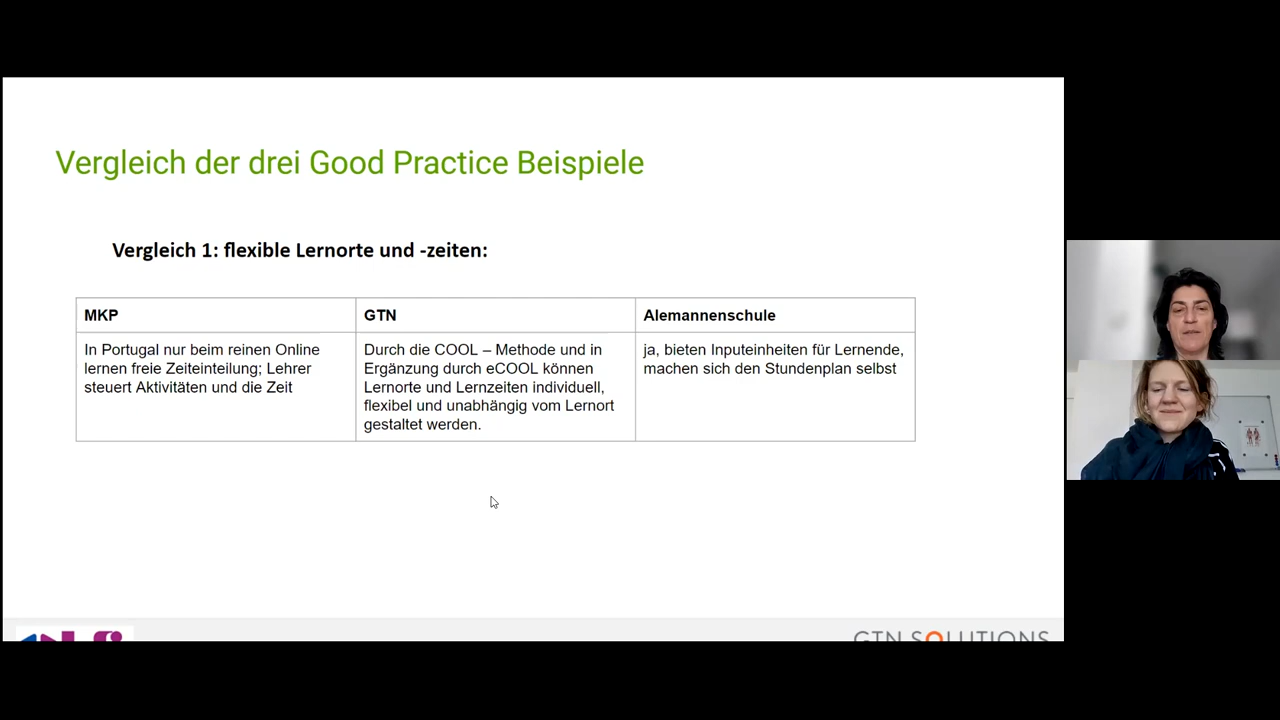 Vergleich der drei Good Practice Beispiele
Vergleich 1: flexible Lernorte und -zeiten:
MKP
GTN
Alemannenschule
In Portugal nur beim reinen Online
lernen freie Zeiteinteilung; Lehrer
steuert Aktivitäten und die Zeit
Durch die COOL – Methode und in
Ergänzung durch eCOOL können
Lernorte und Lernzeiten individuell,
flexibel und unabhängig vom Lernort
gestaltet werden.
ja, bieten Inputeinheiten für Lernende,
machen sich den Stundenplan selbst
GTN SOLUTIONS